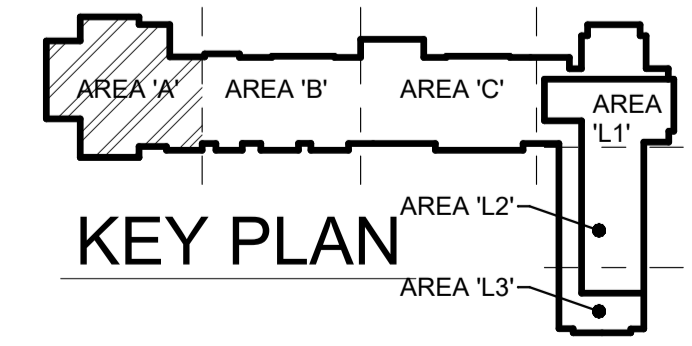 AREA 'A'
AREA 'B'
AREA 'C'
AREA
'L1'
AREA 'L2'
KEY PLAN
AREA 'L3'